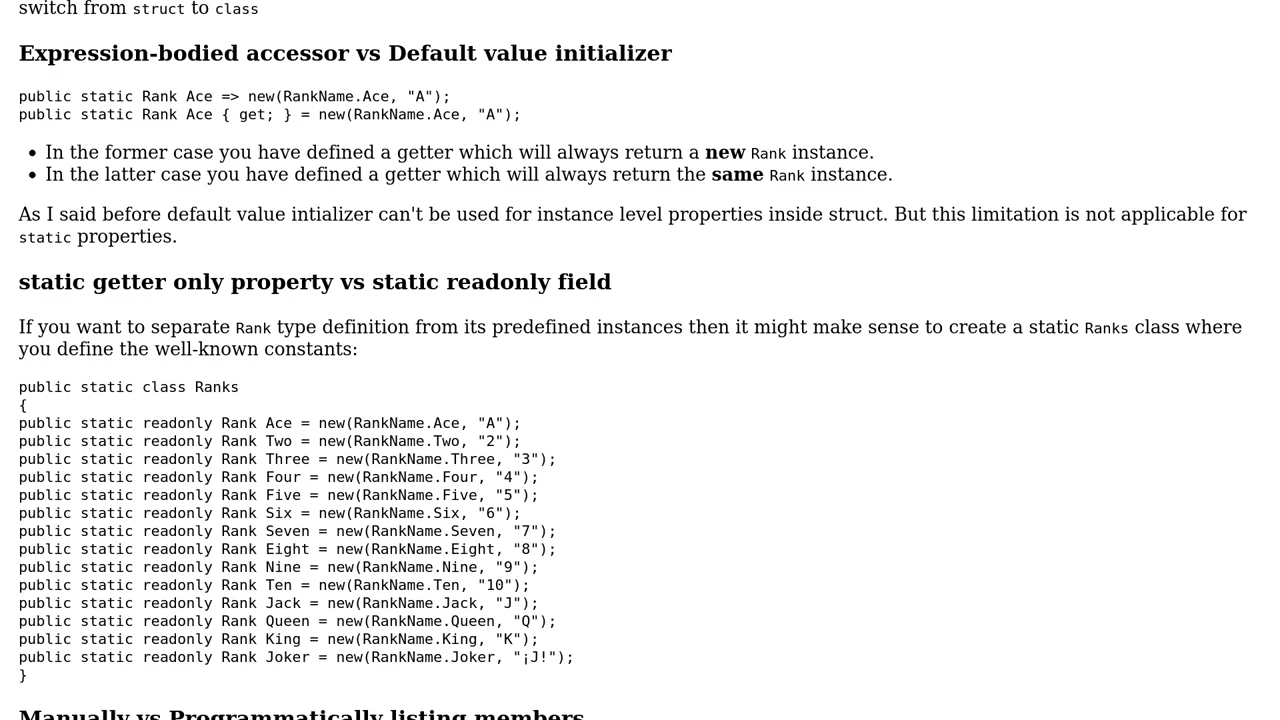 switch from struct to class
Expression-bodied accessor vs Default value initializer
public static Rank Ace => new(RankName.Ace, "A");
public static Rank Ace { get; } = new(RankName.Ace, "A");
In the former case you have defined a getter which will always return a new Rank instance.
In the latter case you have defined a getter which will always return the same Rank instance.
As I said before default value intializer can't be used for instance level properties inside struct. But this limitation is not applicable for
static properties.
static getter only property vs static readonly field
If you want to separate Rank type definition from its predefined instances then it might make sense to create a static Ranks class where
you define the well-known constants:
public static class Ranks
{
public static readonly Rank Ace = new(RankName.Ace, "A");
public static readonly Rank Two = new(RankName.Two, "2");
public static readonly Rank Three = new(RankName.Three, "3");
public static readonly Rank Four = new(RankName.Four, "4");
public static readonly Rank Five = new(RankName.Five, "5");
public static readonly Rank Six = new(RankName.Six, "6");
public static readonly Rank Seven = new(RankName.Seven, "7");
public static readonly Rank Eight = new(RankName.Eight, "8");
public static readonly Rank Nine = new(RankName.Nine, "9");
public static readonly Rank Ten = new(RankName.Ten, "10");
public static readonly Rank Jack = new(RankName.Jack, "J");
public static readonly Rank Queen = new(RankName.Queen, "Q");
public static readonly Rank King = new(RankName.King, "K");
public static readonly Rank Joker = new(RankName.Joker, "¡J!");
}
Manually vs Programmatically listing members